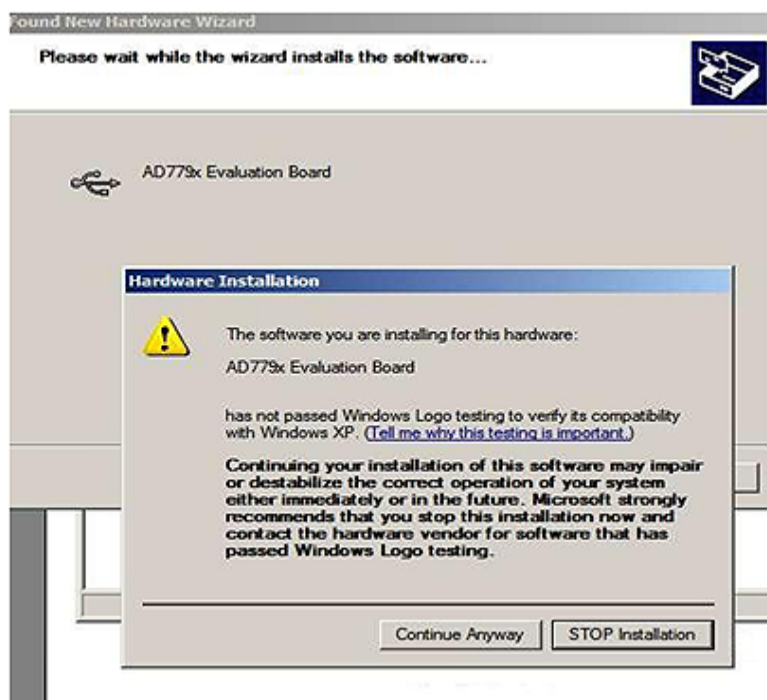 Found New Hardware Wizard
Please wait while the wizard installs the software...
AD779x Evaluation Board
Hardware Installation
The software you are installing for this hardware:
AD779x Evaluation Board
has not passed Windows Logo testing to verify its compatibility
with Windows XP. (Tell me why this testing is important.)
Continuing your installation of this software may impair
or destabilize the correct operation of your system
either immediately or in the future. Microsoft strongly
recommends that you stop this installation now and
contact the hardware vendor for software that has
passed Windows Logo testing.
Continue Anyway
STOP Installation